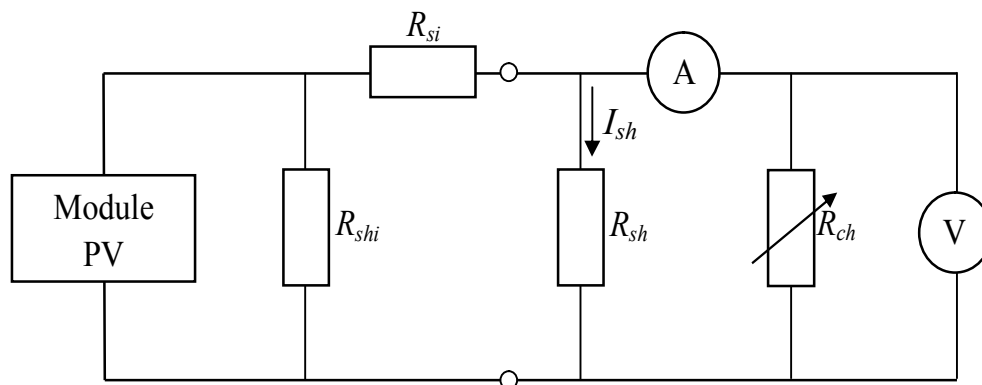 R_si
A
I_sh
Module
PV
R_shi
R_sh
R_ch
V